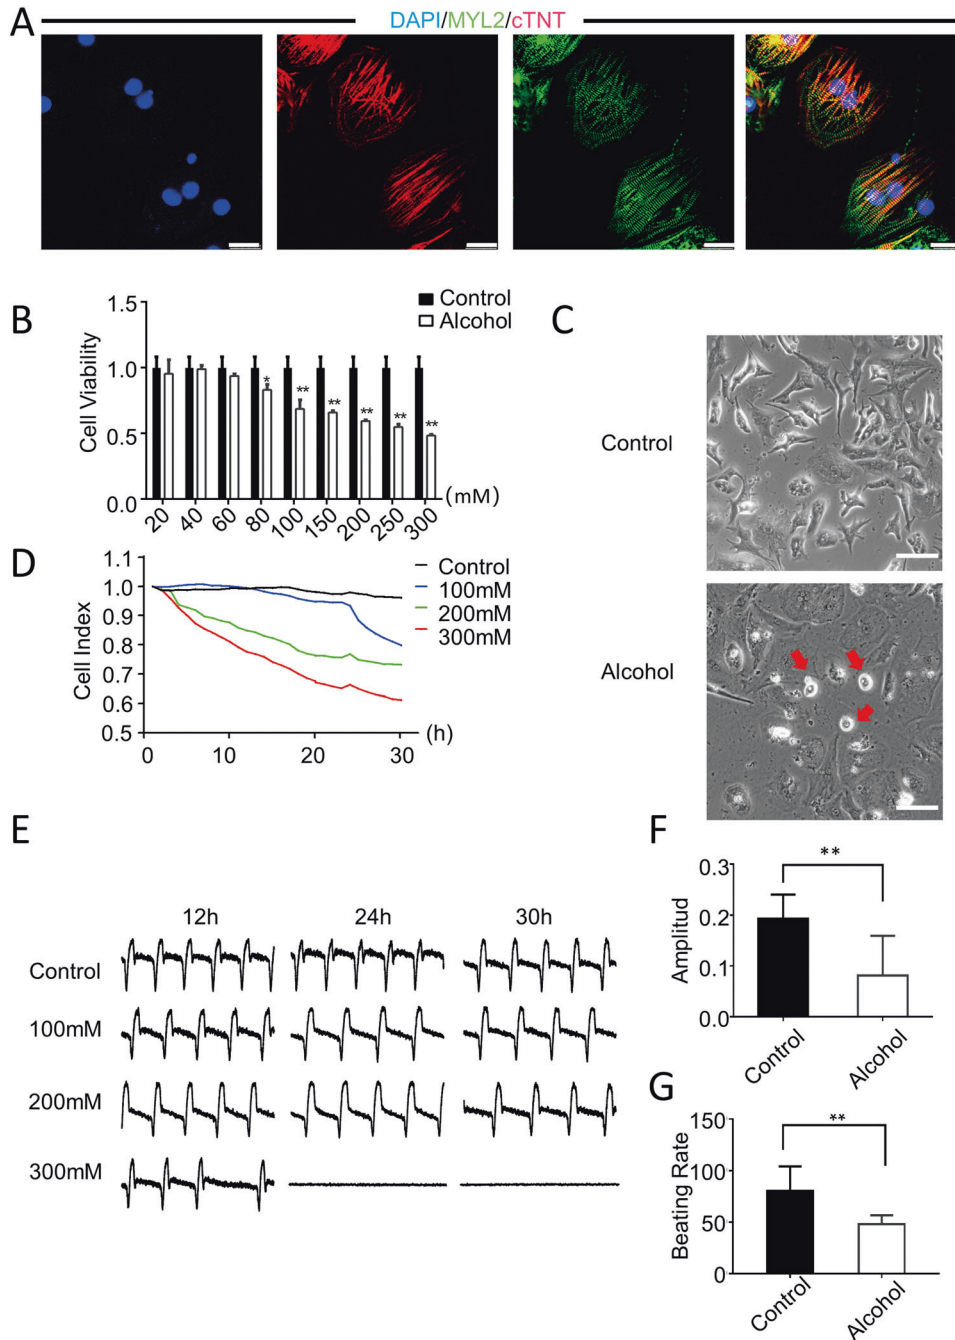 A
DAPI/MYL2/cTNT
B
Cell Viability
1.5
1.0
0.5
0.0
Control
Alcohol
20
40
60
80
100
150
200
250
300
(mM)
*
**
**
**
**
**
C
Control
Alcohol
D
Cell Index
1.1
1.0
0.9
0.8
0.7
0.6
0.5
0
10
20
30
(h)
Control
100mM
200mM
300mM
E
12h
24h
30h
Control
100mM
200mM
300mM
F
Amplitud
0.3
0.2
0.1
0.0
**
Control
Alcohol
G
Beating Rate
150
100
50
0
**
Control
Alcohol